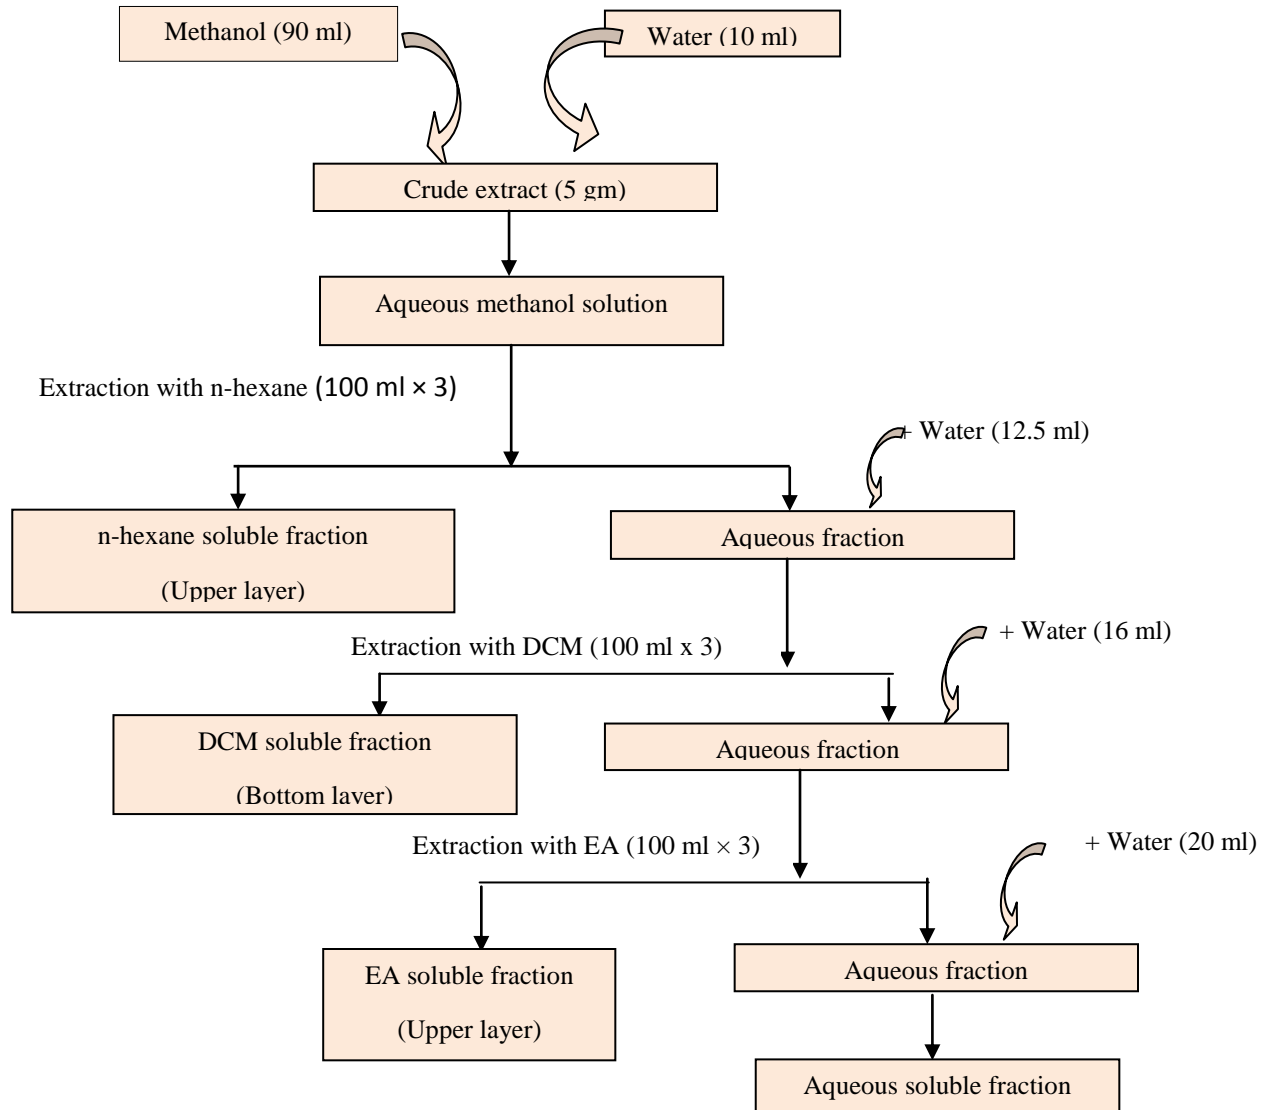 Methanol (90 ml)
Water (10 ml)
Crude extract (5 gm)
Aqueous methanol solution
Extraction with n-hexane (100 ml × 3)
+ Water (12.5 ml)
n-hexane soluble fraction
(Upper layer)
Aqueous fraction
+ Water (16 ml)
Extraction with DCM (100 ml x 3)
DCM soluble fraction
(Bottom layer)
Aqueous fraction
Extraction with EA (100 ml × 3)
+ Water (20 ml)
EA soluble fraction
(Upper layer)
Aqueous fraction
Aqueous soluble fraction